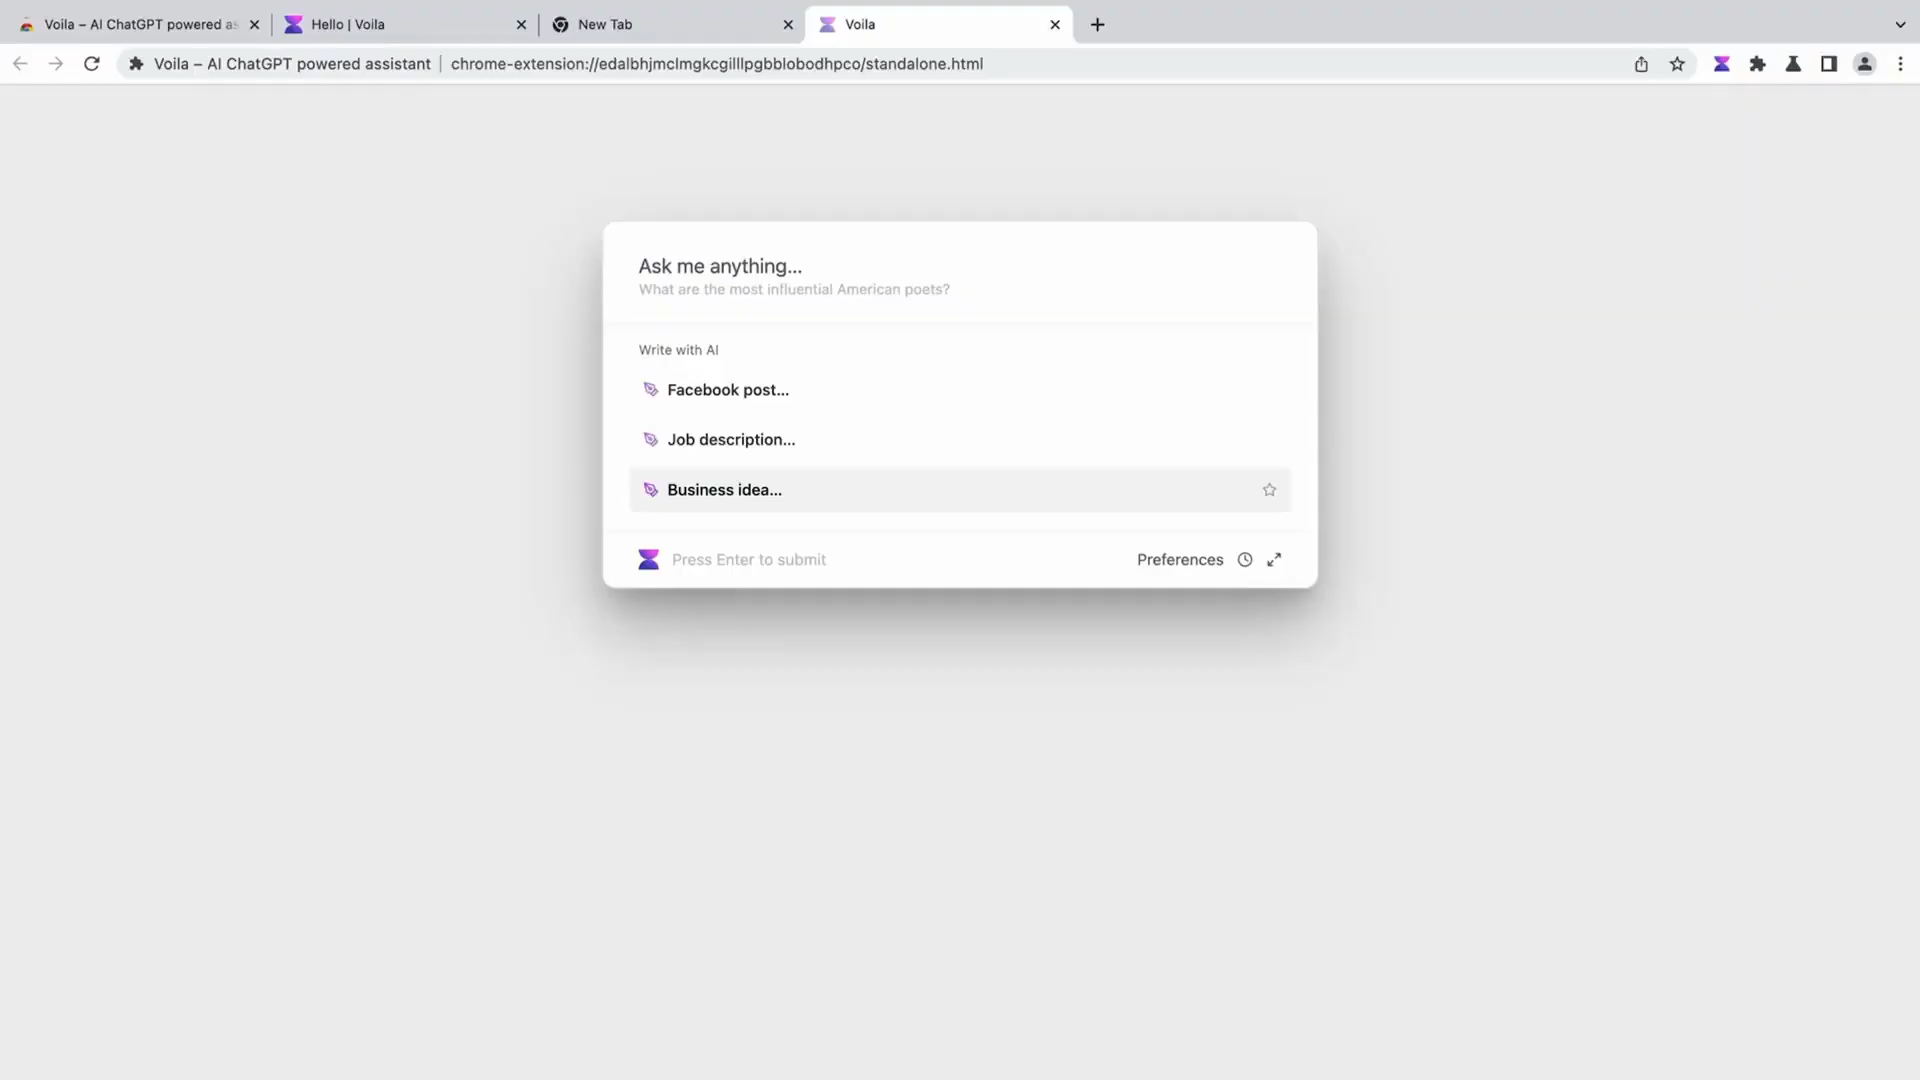 Voila – AI ChatGPT powered as
Hello | Voila
New Tab
Voila
Voila – AI ChatGPT powered assistant
chrome-extension://edalbhjmclmgkcgilllpgbblobodhpco/standalone.html
Ask me anything...
What are the most influential American poets?
Write with AI
Facebook post...
Job description...
Business idea...
Press Enter to submit
Preferences